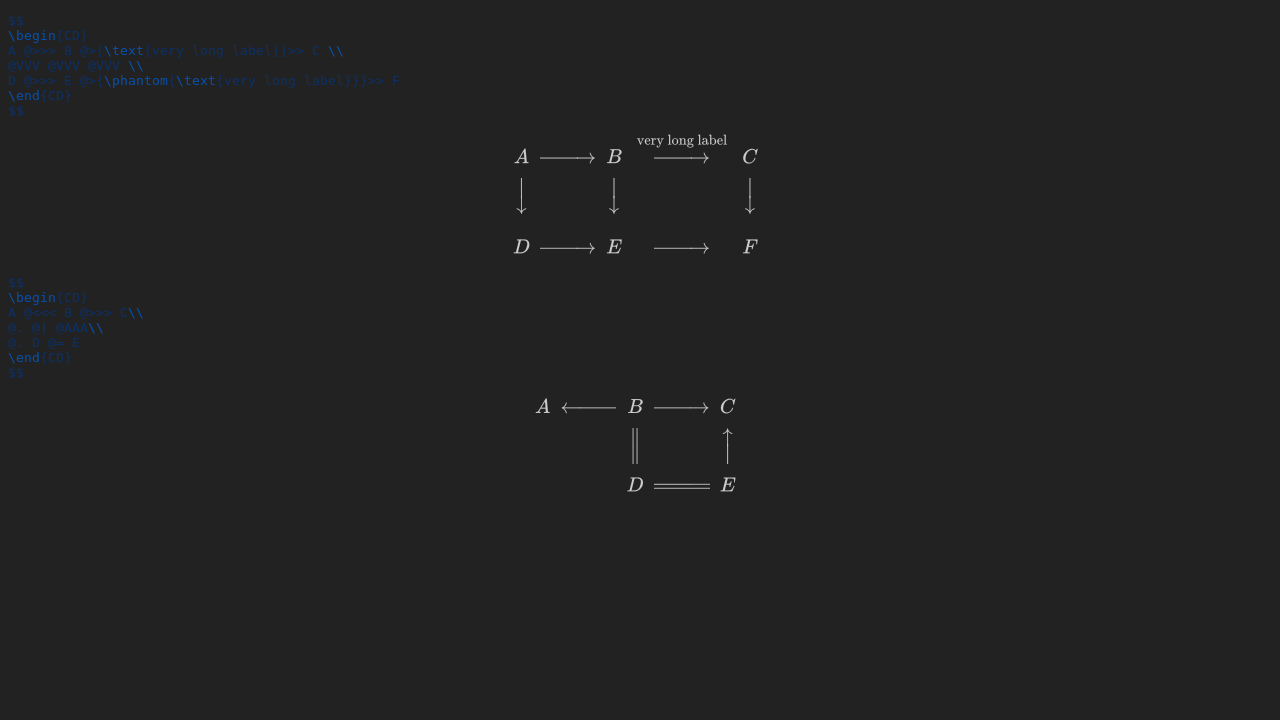 $$
\begin{CD}
A @>>> B @>{\text{very long label}}>> C \\
@VVV @VVV @VVV \\
D @>>> E @>{\phantom{\text{very long label}}}>> F
\end{CD}
$$
very long label
A B C
D E F
$$
\begin{CD}
A @<<< B @>>> C\\
@. @| @AAA\\
@. D @= E
\end{CD}
$$
A B C
D E